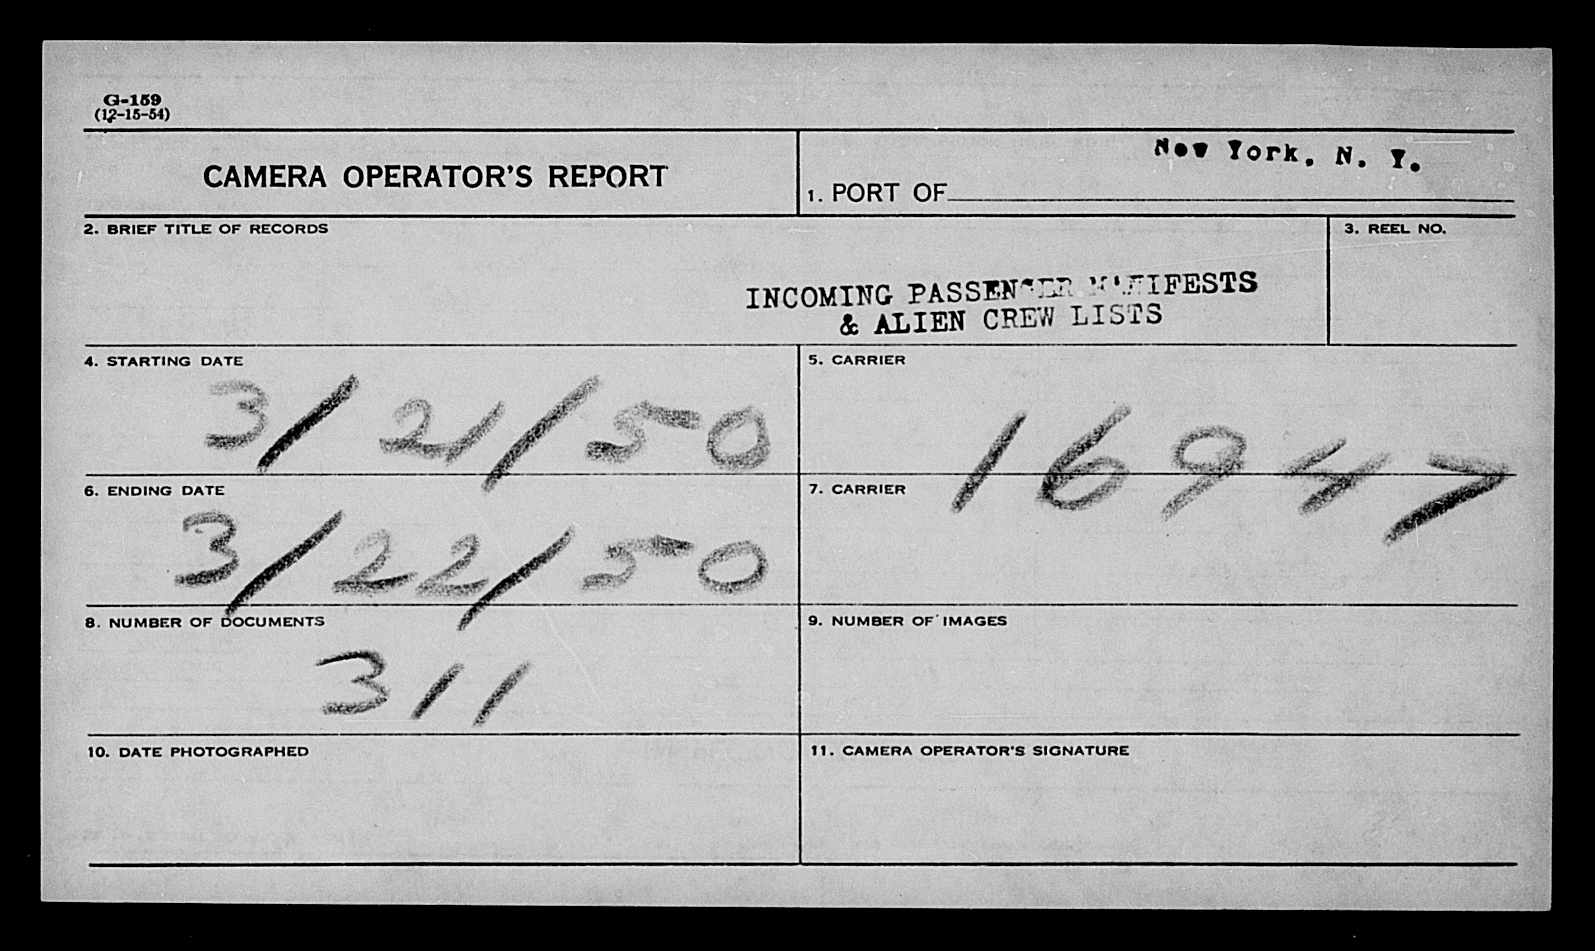 G-159
(12-15-54)
CAMERA OPERATOR'S REPORT
1. PORT OF New York, N. Y.
2. BRIEF TITLE OF RECORDS
INCOMING PASSENGER MANIFESTS
& ALIEN CREW LISTS
3. REEL NO.
4. STARTING DATE
3/21/50
5. CARRIER
16947
6. ENDING DATE
3/22/50
7. CARRIER
8. NUMBER OF DOCUMENTS
311
9. NUMBER OF IMAGES
10. DATE PHOTOGRAPHED
11. CAMERA OPERATOR'S SIGNATURE